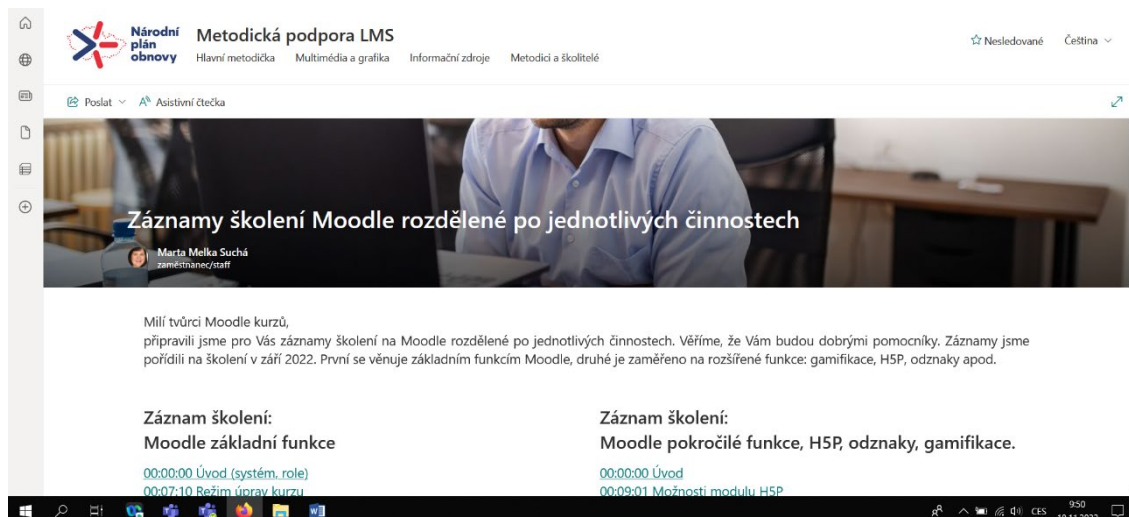 Národní
plán
obnovy
Metodická podpora LMS
Hlavní metodička Multimédia a grafika Informační zdroje Metodici a školitelé
Nesledované Čeština
Poslat Asistivní čtečka
Záznamy školení Moodle rozdělené po jednotlivých činnostech
Marta Melka Suchá
zaměstnanec/staff
Milí tvůrci Moodle kurzů,
připravili jsme pro Vás záznamy školení na Moodle rozdělené po jednotlivých činnostech. Věříme, že Vám budou dobrými pomocníky. Záznamy jsme
pořídili na školení v září 2022. První se věnuje základním funkcím Moodle, druhé je zaměřeno na rozšířené funkce: gamifikace, H5P, odznaky apod.
Záznam školení:
Moodle základní funkce
00:00:00 Úvod (systém, role)
00:07:10 Režim úprav kurzu
Záznam školení:
Moodle pokročilé funkce, H5P, odznaky, gamifikace.
00:00:00 Úvod
00:09:01 Možnosti modulu H5P
CES
9:50